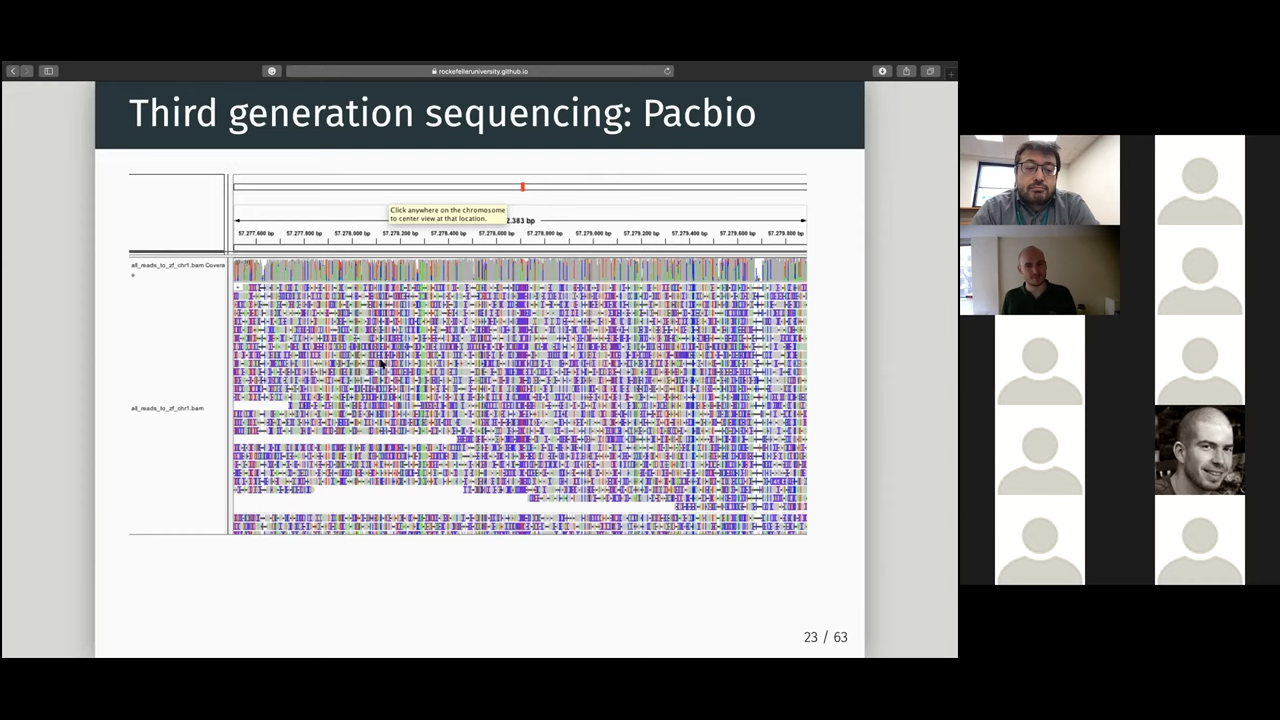 rockefelleruniversity.github.io
Third generation sequencing: Pacbio
Click anywhere on the chromosome
to center view at that location.
2.383 bp
57.277.600 bp 57.277.800 bp 57.278.000 bp 57.278.200 bp 57.278.400 bp 57.278.600 bp 57.278.800 bp 57.279.000 bp 57.279.200 bp 57.279.400 bp 57.279.600 bp 57.279.800 bp
all_reads_to_zf_chr1.bam Covera
e
all_reads_to_zf_chr1.bam
23 / 63